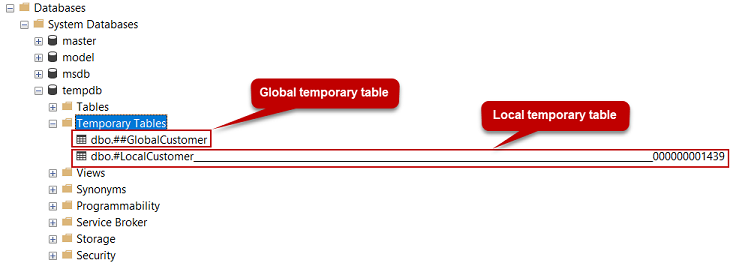 Databases
System Databases
master
model
msdb
tempdb
Global temporary table
Tables
Local temporary table
Temporary Tables
dbo.##GlobalCustomer
dbo.#LocalCustomer____________________________________________________________________________________000000001439
Views
Synonyms
Programmability
Service Broker
Storage
Security